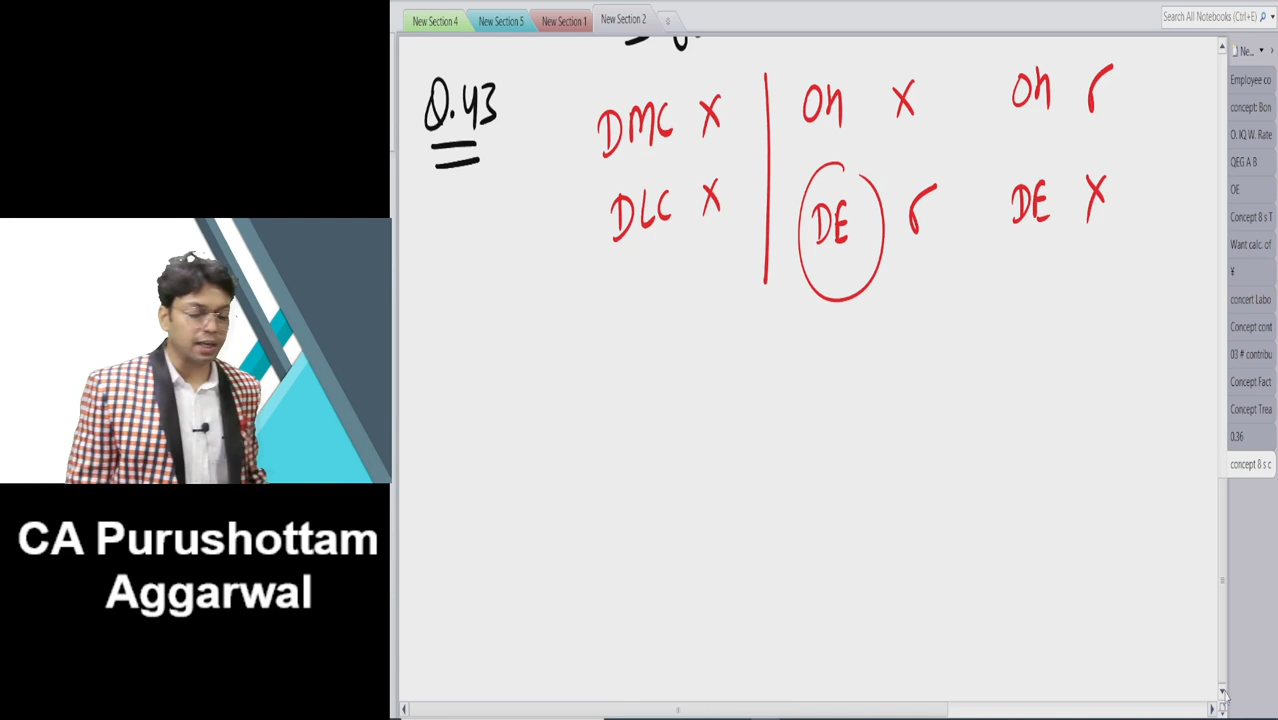 New Section 4 New Section 5 New Section 1 New Section 2
Search All Notebooks (Ctrl+E)
Ne...
Employee co
concept: Bon
O. IQ W. Rate
QEG A B
OE
Concept 8 s T
Want calc. of
¥
concert Labo
Concept cont
03 # contribu
Concept Fact
Concept Trea
0.36
concept 8 s c
Q.43
DMC X OH X OH
DLC X DE DE X
CA Purushottam
Aggarwal